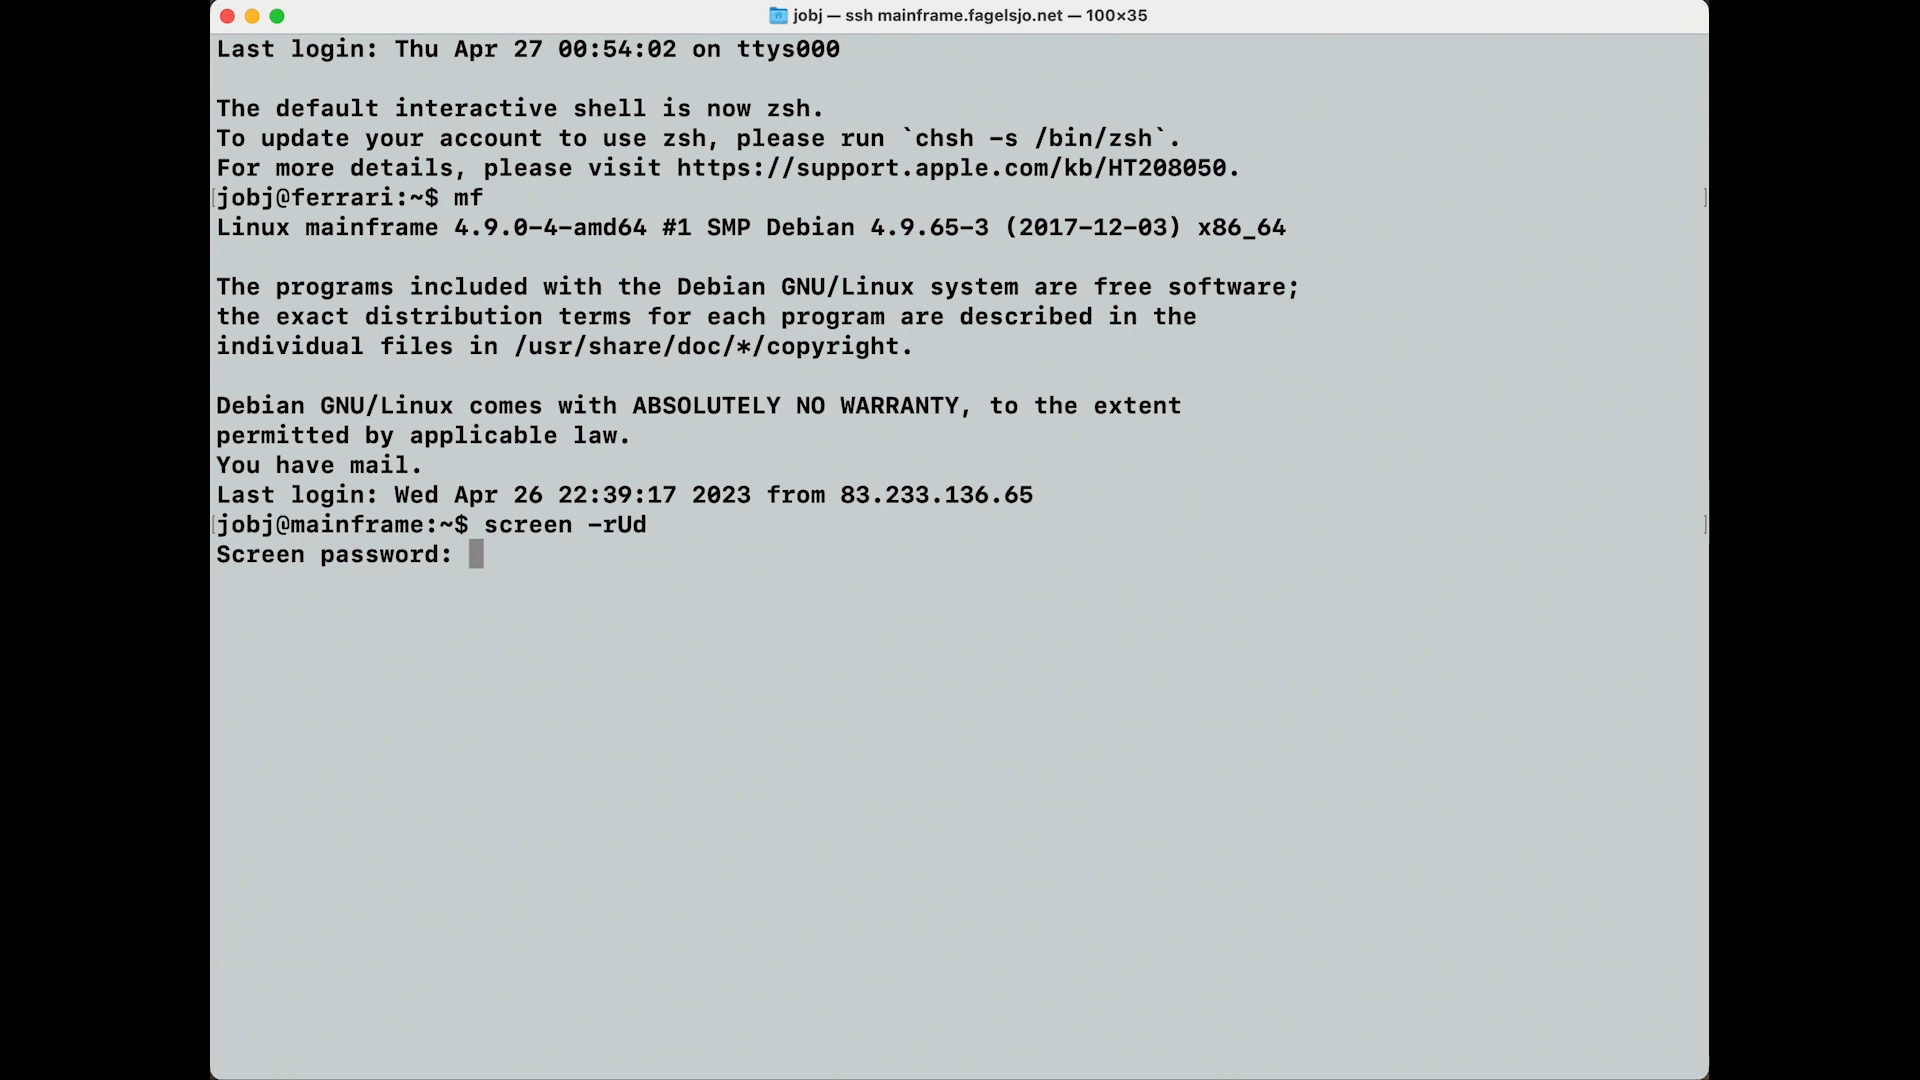 jobj — ssh mainframe.fagelsjo.net — 100×35
Last login: Thu Apr 27 00:54:02 on ttys000
The default interactive shell is now zsh.
To update your account to use zsh, please run `chsh -s /bin/zsh`.
For more details, please visit https://support.apple.com/kb/HT208050.
[jobj@ferrari:~$ mf ]
Linux mainframe 4.9.0-4-amd64 #1 SMP Debian 4.9.65-3 (2017-12-03) x86_64
The programs included with the Debian GNU/Linux system are free software;
the exact distribution terms for each program are described in the
individual files in /usr/share/doc/*/copyright.
Debian GNU/Linux comes with ABSOLUTELY NO WARRANTY, to the extent
permitted by applicable law.
You have mail.
Last login: Wed Apr 26 22:39:17 2023 from 83.233.136.65
[jobj@mainframe:~$ screen -rUd ]
Screen password: